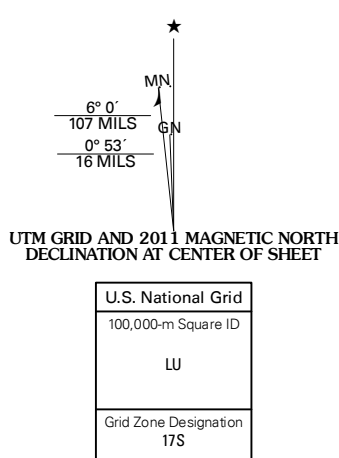 ★
M.N.
6° 0´
107 MILS
GN
0° 53´
16 MILS
UTM GRID AND 2011 MAGNETIC NORTH
DECLINATION AT CENTER OF SHEET
U.S. National Grid
100,000-m Square ID
LU
Grid Zone Designation
17S